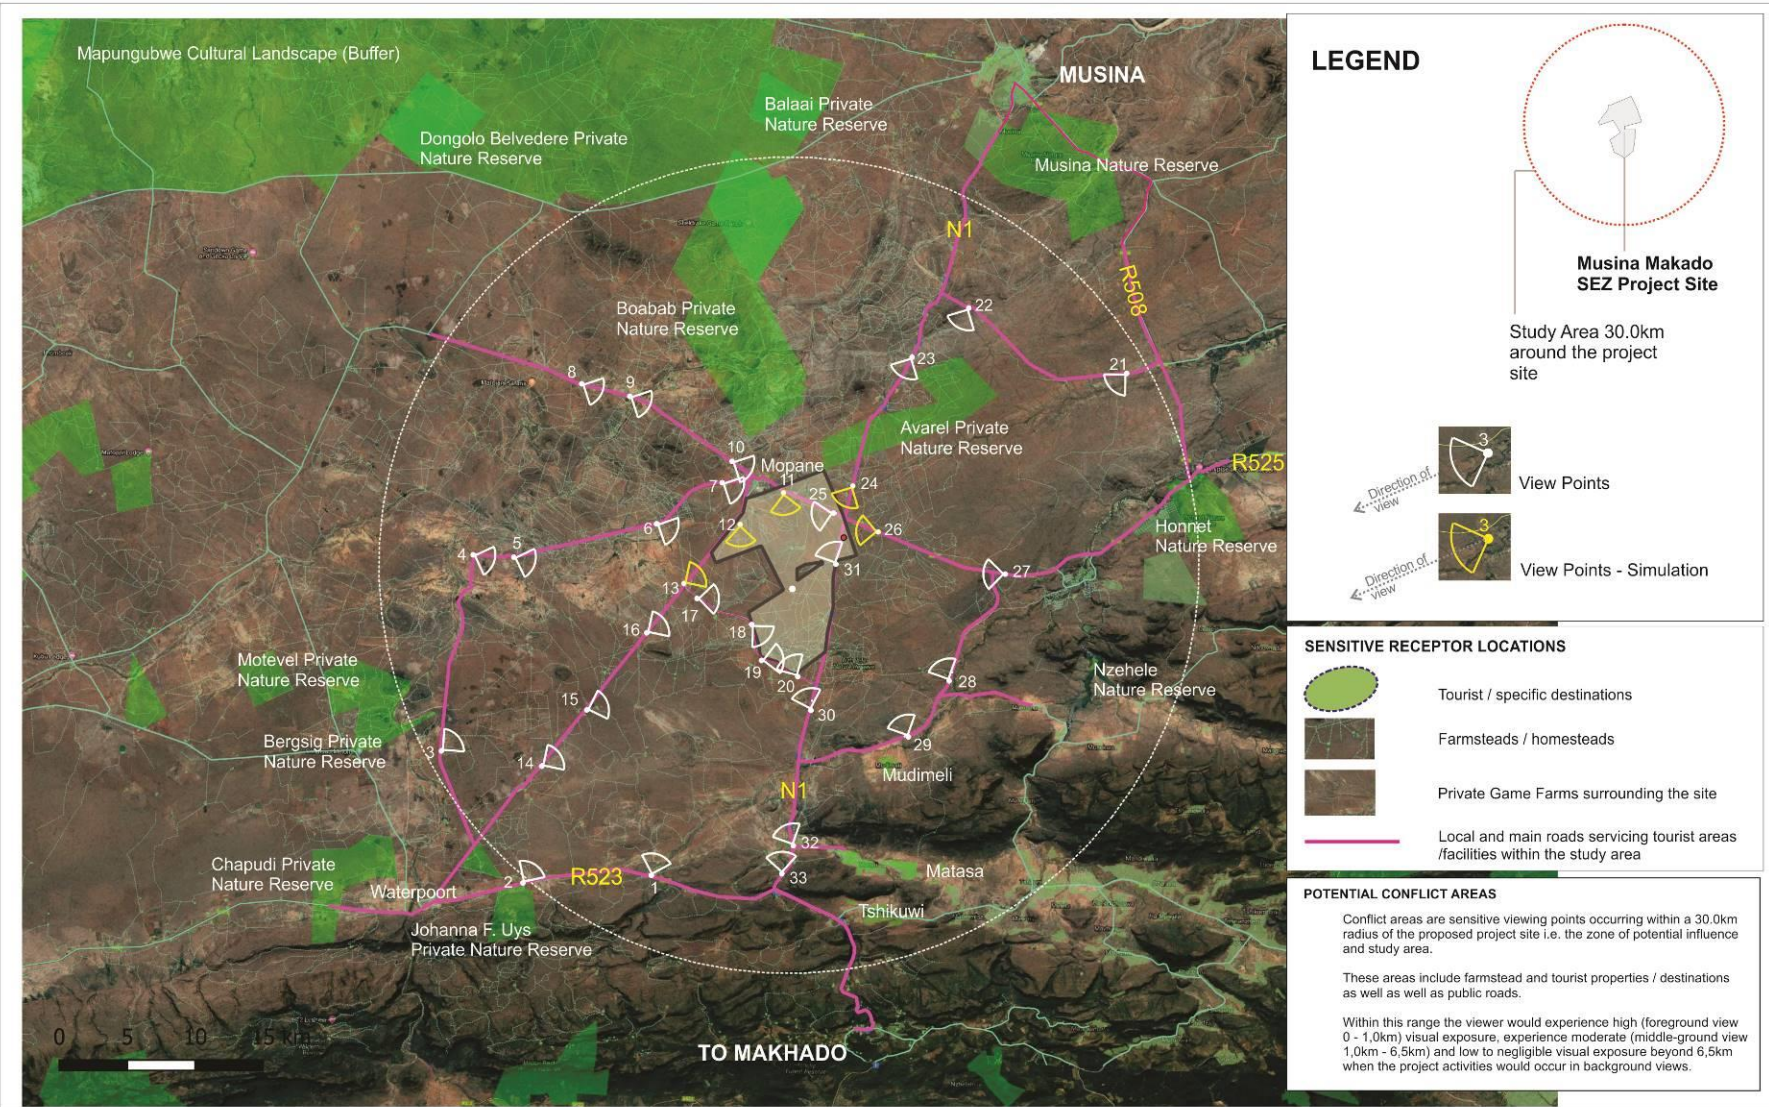 Mapungubwe Cultural Landscape (Buffer)
MUSINA
Balaai Private
Nature Reserve
Dongolo Belvedere Private
Nature Reserve
Musina Nature Reserve
N1
R508
Boabab Private
Nature Reserve
22
23
21
8
9
Avarel Private
Nature Reserve
10
Mopane
R525
7
11
25
24
6
12
26
Honnet
Nature Reserve
4
5
31
27
13
17
16
18
Motevel Private
Nature Reserve
19
20
28
Nzehele
Nature Reserve
15
30
Bergsig Private
Nature Reserve
3
14
29
Mudimeli
N1
32
Chapudi Private
Nature Reserve
Waterpoort
2
R523
1
33
Matasa
Tshikuwi
Johanna F. Uys
Private Nature Reserve
0 5 10 15 km
TO MAKHADO
LEGEND
Musina Makado
SEZ Project Site
Study Area 30.0km
around the project
site
3
Direction of
view
View Points
3
Direction of
view
View Points - Simulation
SENSITIVE RECEPTOR LOCATIONS
Tourist / specific destinations
Farmsteads / homesteads
Private Game Farms surrounding the site
Local and main roads servicing tourist areas
/facilities within the study area
POTENTIAL CONFLICT AREAS
Conflict areas are sensitive viewing points occurring within a 30.0km
radius of the proposed project site i.e. the zone of potential influence
and study area.
These areas include farmstead and tourist properties / destinations
as well as well as public roads.
Within this range the viewer would experience high (foreground view
0 - 1,0km) visual exposure, experience moderate (middle-ground view
1,0km - 6,5km) and low to negligible visual exposure beyond 6,5km
when the project activities would occur in background views.